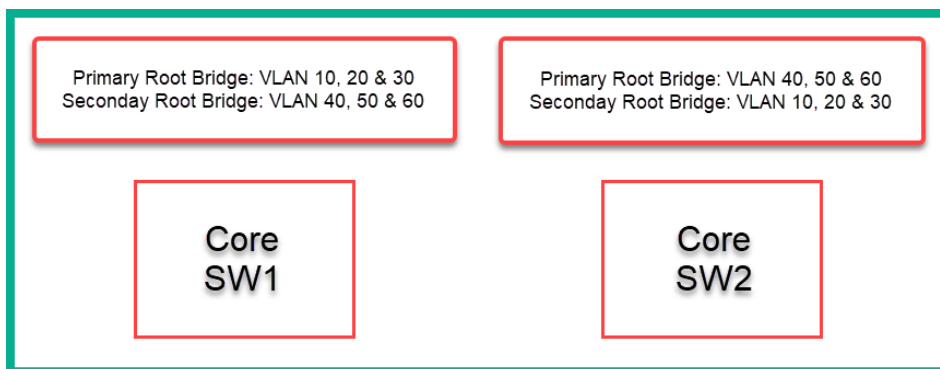 Primary Root Bridge: VLAN 10, 20 & 30
Seconday Root Bridge: VLAN 40, 50 & 60
Primary Root Bridge: VLAN 40, 50 & 60
Seconday Root Bridge: VLAN 10, 20 & 30
Core
SW1
Core
SW2